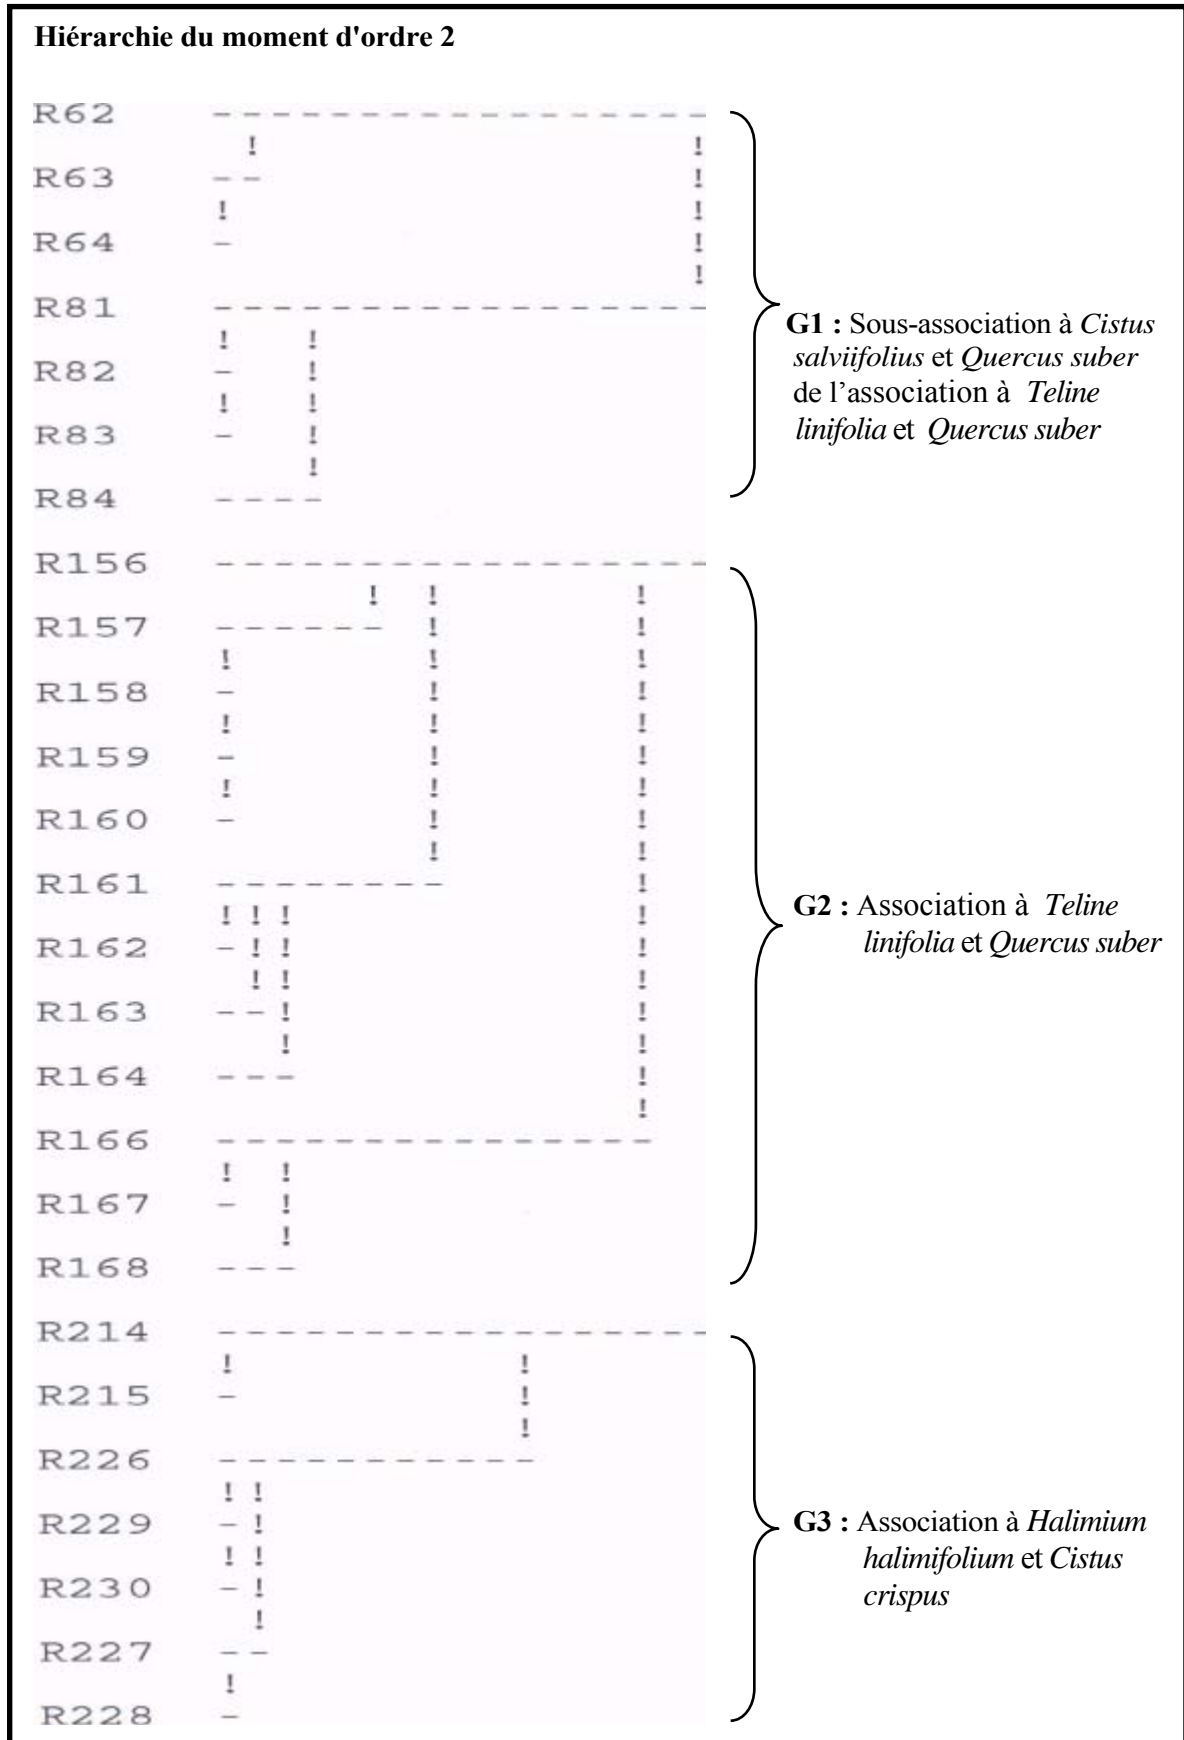 Hiérarchie du moment d'ordre 2
R62 - - - - - - - - - - - - - - - - -
! !
R63 - - !
! !
R64 - !
!
R81 - - - - - - - - - - - - - - - - -
! !
R82 - !
! !
R83 - !
!
R84 - - - -
G1 : Sous-association à Cistus
salviifolius et Quercus suber
de l’association à Teline
linifolia et Quercus suber
R156 - - - - - - - - - - - - - - - - -
! ! !
R157 - - - - - - ! !
! ! !
R158 - ! !
! ! !
R159 - ! !
! ! !
R160 - ! !
! !
R161 - - - - - - - - !
! ! ! !
R162 - ! ! !
! ! !
R163 - - ! !
! !
R164 - - - !
!
R166 - - - - - - - - - - - - - - -
! !
R167 - !
!
R168 - - -
G2 : Association à Teline
linifolia et Quercus suber
R214 - - - - - - - - - - - - - - - - -
! !
R215 - !
!
R226 - - - - - - - - - - -
! !
R229 - !
! !
R230 - !
!
R227 - -
!
R228 -
G3 : Association à Halimium
halimifolium et Cistus
crispus